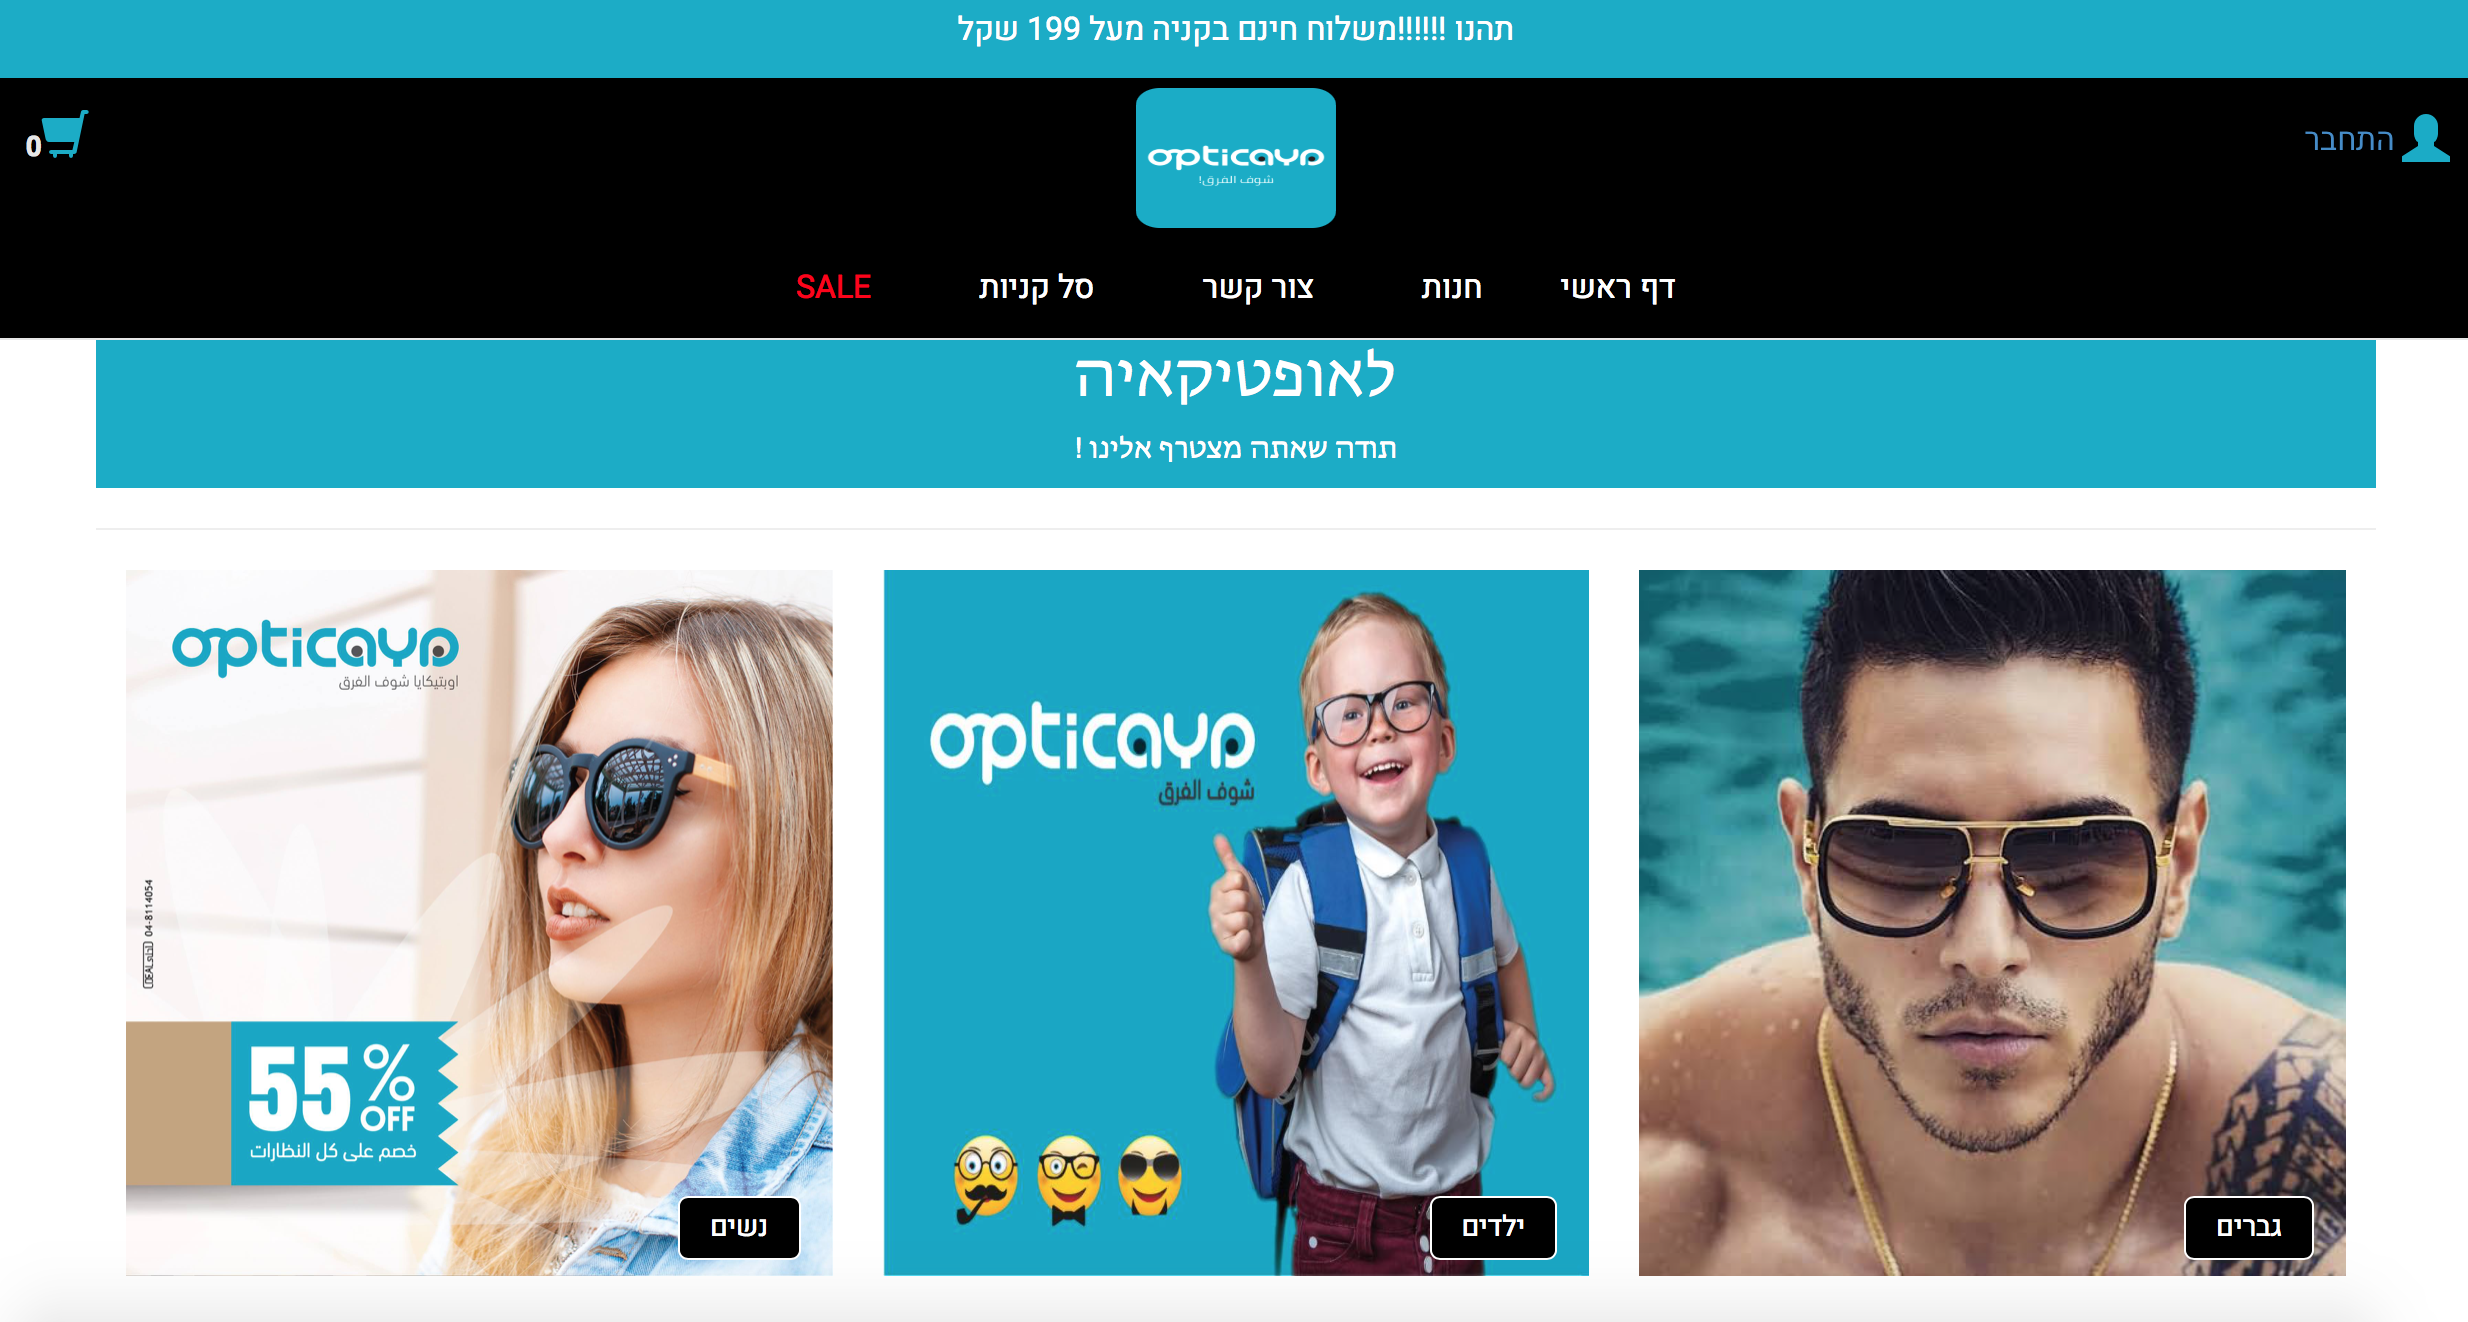 תהנו !!!!!!משלוח חינם בקניה מעל 199 שקל
התחבר
opticaya
شوف الفرق!
0
דף ראשי
חנות
צור קשר
סל קניות
SALE
לאופטיקאיה
תודה שאתה מצטרף אלינו !
גברים
opticaya
شوف الفرق
ילדים
opticaya
اوبتيكايا شوف الفرق
04-8114054
55% OFF
خصم على كل النظارات
נשים